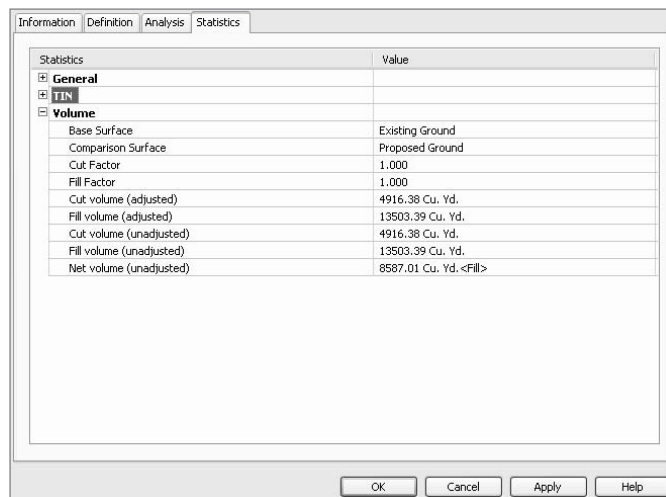 Information Definition Analysis Statistics
Statistics Value
General
TIN
Volume
Base Surface Existing Ground
Comparison Surface Proposed Ground
Cut Factor 1.000
Fill Factor 1.000
Cut volume (adjusted) 4916.38 Cu. Yd.
Fill volume (adjusted) 13503.39 Cu. Yd.
Cut volume (unadjusted) 4916.38 Cu. Yd.
Fill volume (unadjusted) 13503.39 Cu. Yd.
Net volume (unadjusted) 8587.01 Cu. Yd.<Fill>
OK Cancel Apply Help